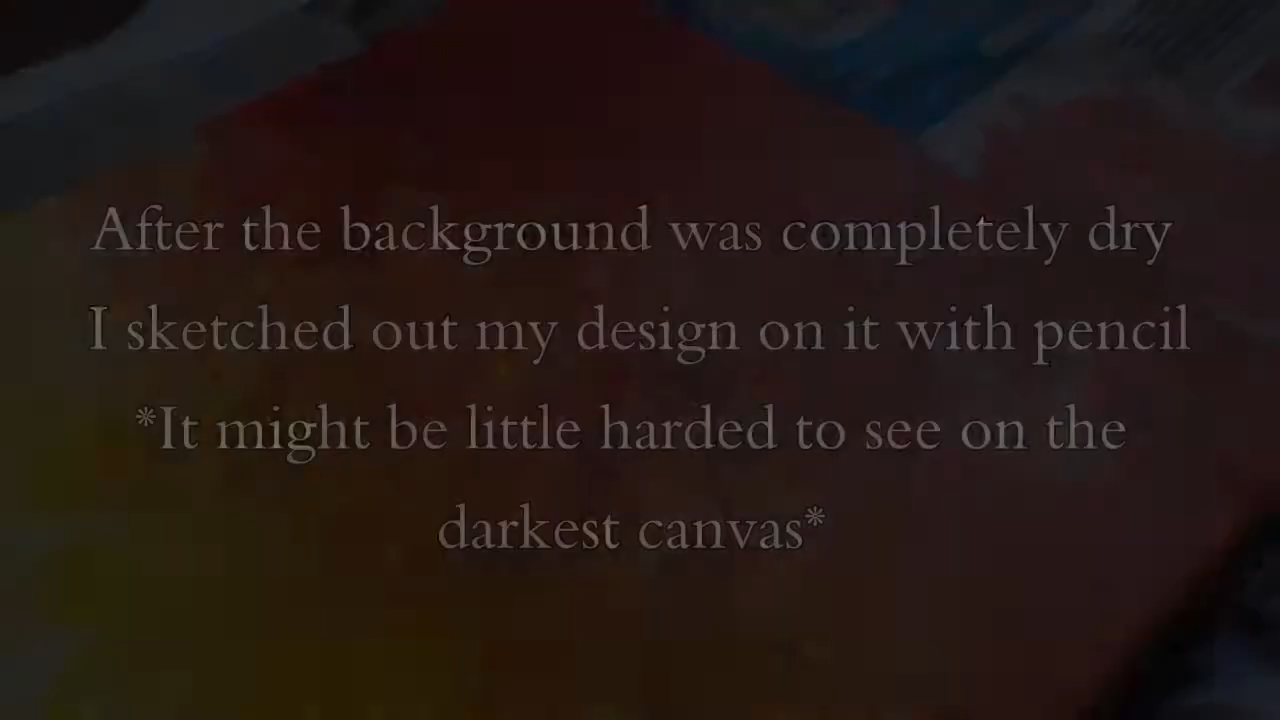 After the background was completely dry
I sketched out my design on it with pencil
*It might be little harded to see on the
darkest canvas*